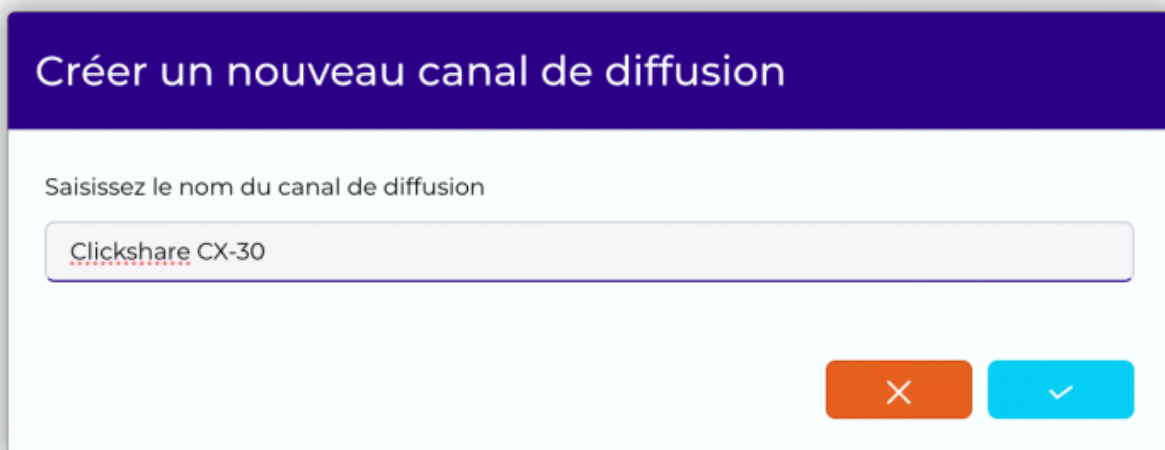 Créer un nouveau canal de diffusion
Saisissez le nom du canal de diffusion
Clickshare CX-30